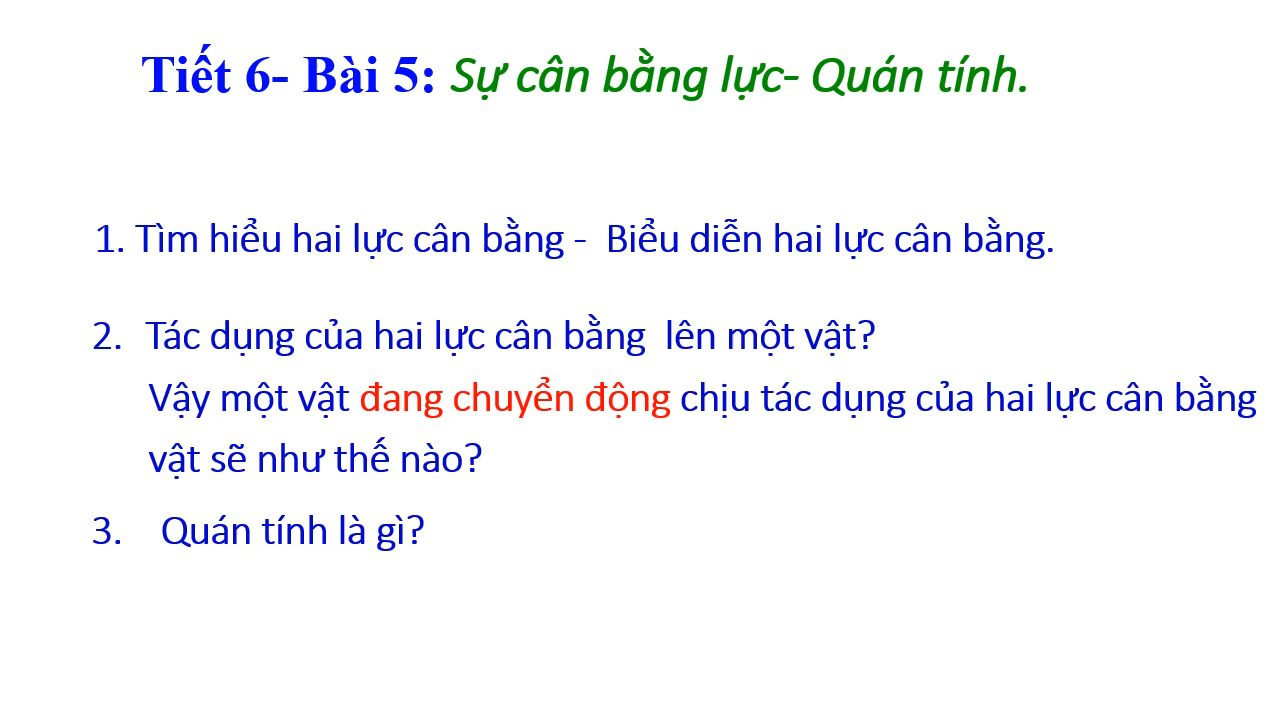 Tiết 6- Bài 5: Sự cân bằng lực- Quán tính.
1. Tìm hiểu hai lực cân bằng - Biểu diễn hai lực cân bằng.
2. Tác dụng của hai lực cân bằng lên một vật?
Vậy một vật đang chuyển động chịu tác dụng của hai lực cân bằng
vật sẽ như thế nào?
3. Quán tính là gì?